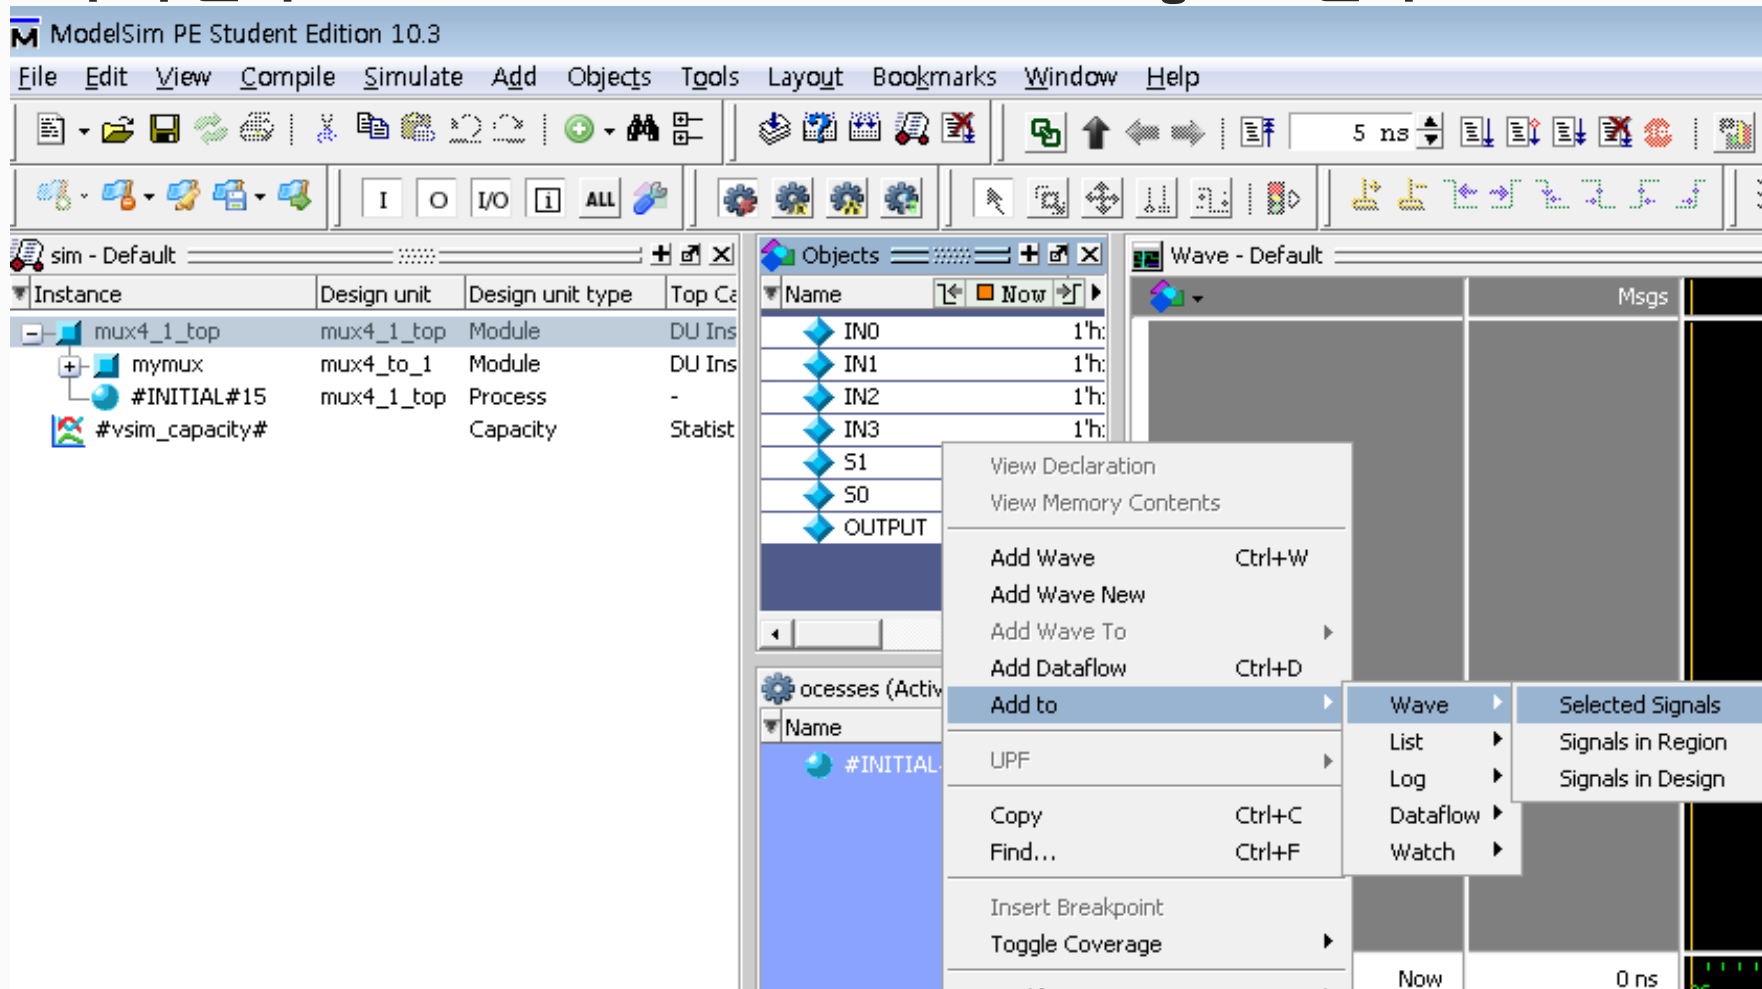 ModelSim PE Student Edition 10.3
File Edit View Compile Simulate Add Objects Tools Layout Bookmarks Window Help
5 ns
I O I/O i ALL
sim - Default
Instance Design unit Design unit type Top Ca
mux4_1_top mux4_1_top Module DU Ins
mymux mux4_to_1 Module DU Ins
#INITIAL#15 mux4_1_top Process -
#vsim_capacity# Capacity Statist
Objects
Name Now
IN0 1'h:
IN1 1'h:
IN2 1'h:
IN3 1'h:
S1
S0
OUTPUT
ocesses (Activ
Name
#INITIAL
Wave - Default
Msgs
View Declaration
View Memory Contents
Add Wave Ctrl+W
Add Wave New
Add Wave To
Add Dataflow Ctrl+D
Add to
UPF
Copy Ctrl+C
Find... Ctrl+F
Insert Breakpoint
Toggle Coverage
Wave
List
Log
Dataflow
Watch
Selected Signals
Signals in Region
Signals in Design
Now 0 ns